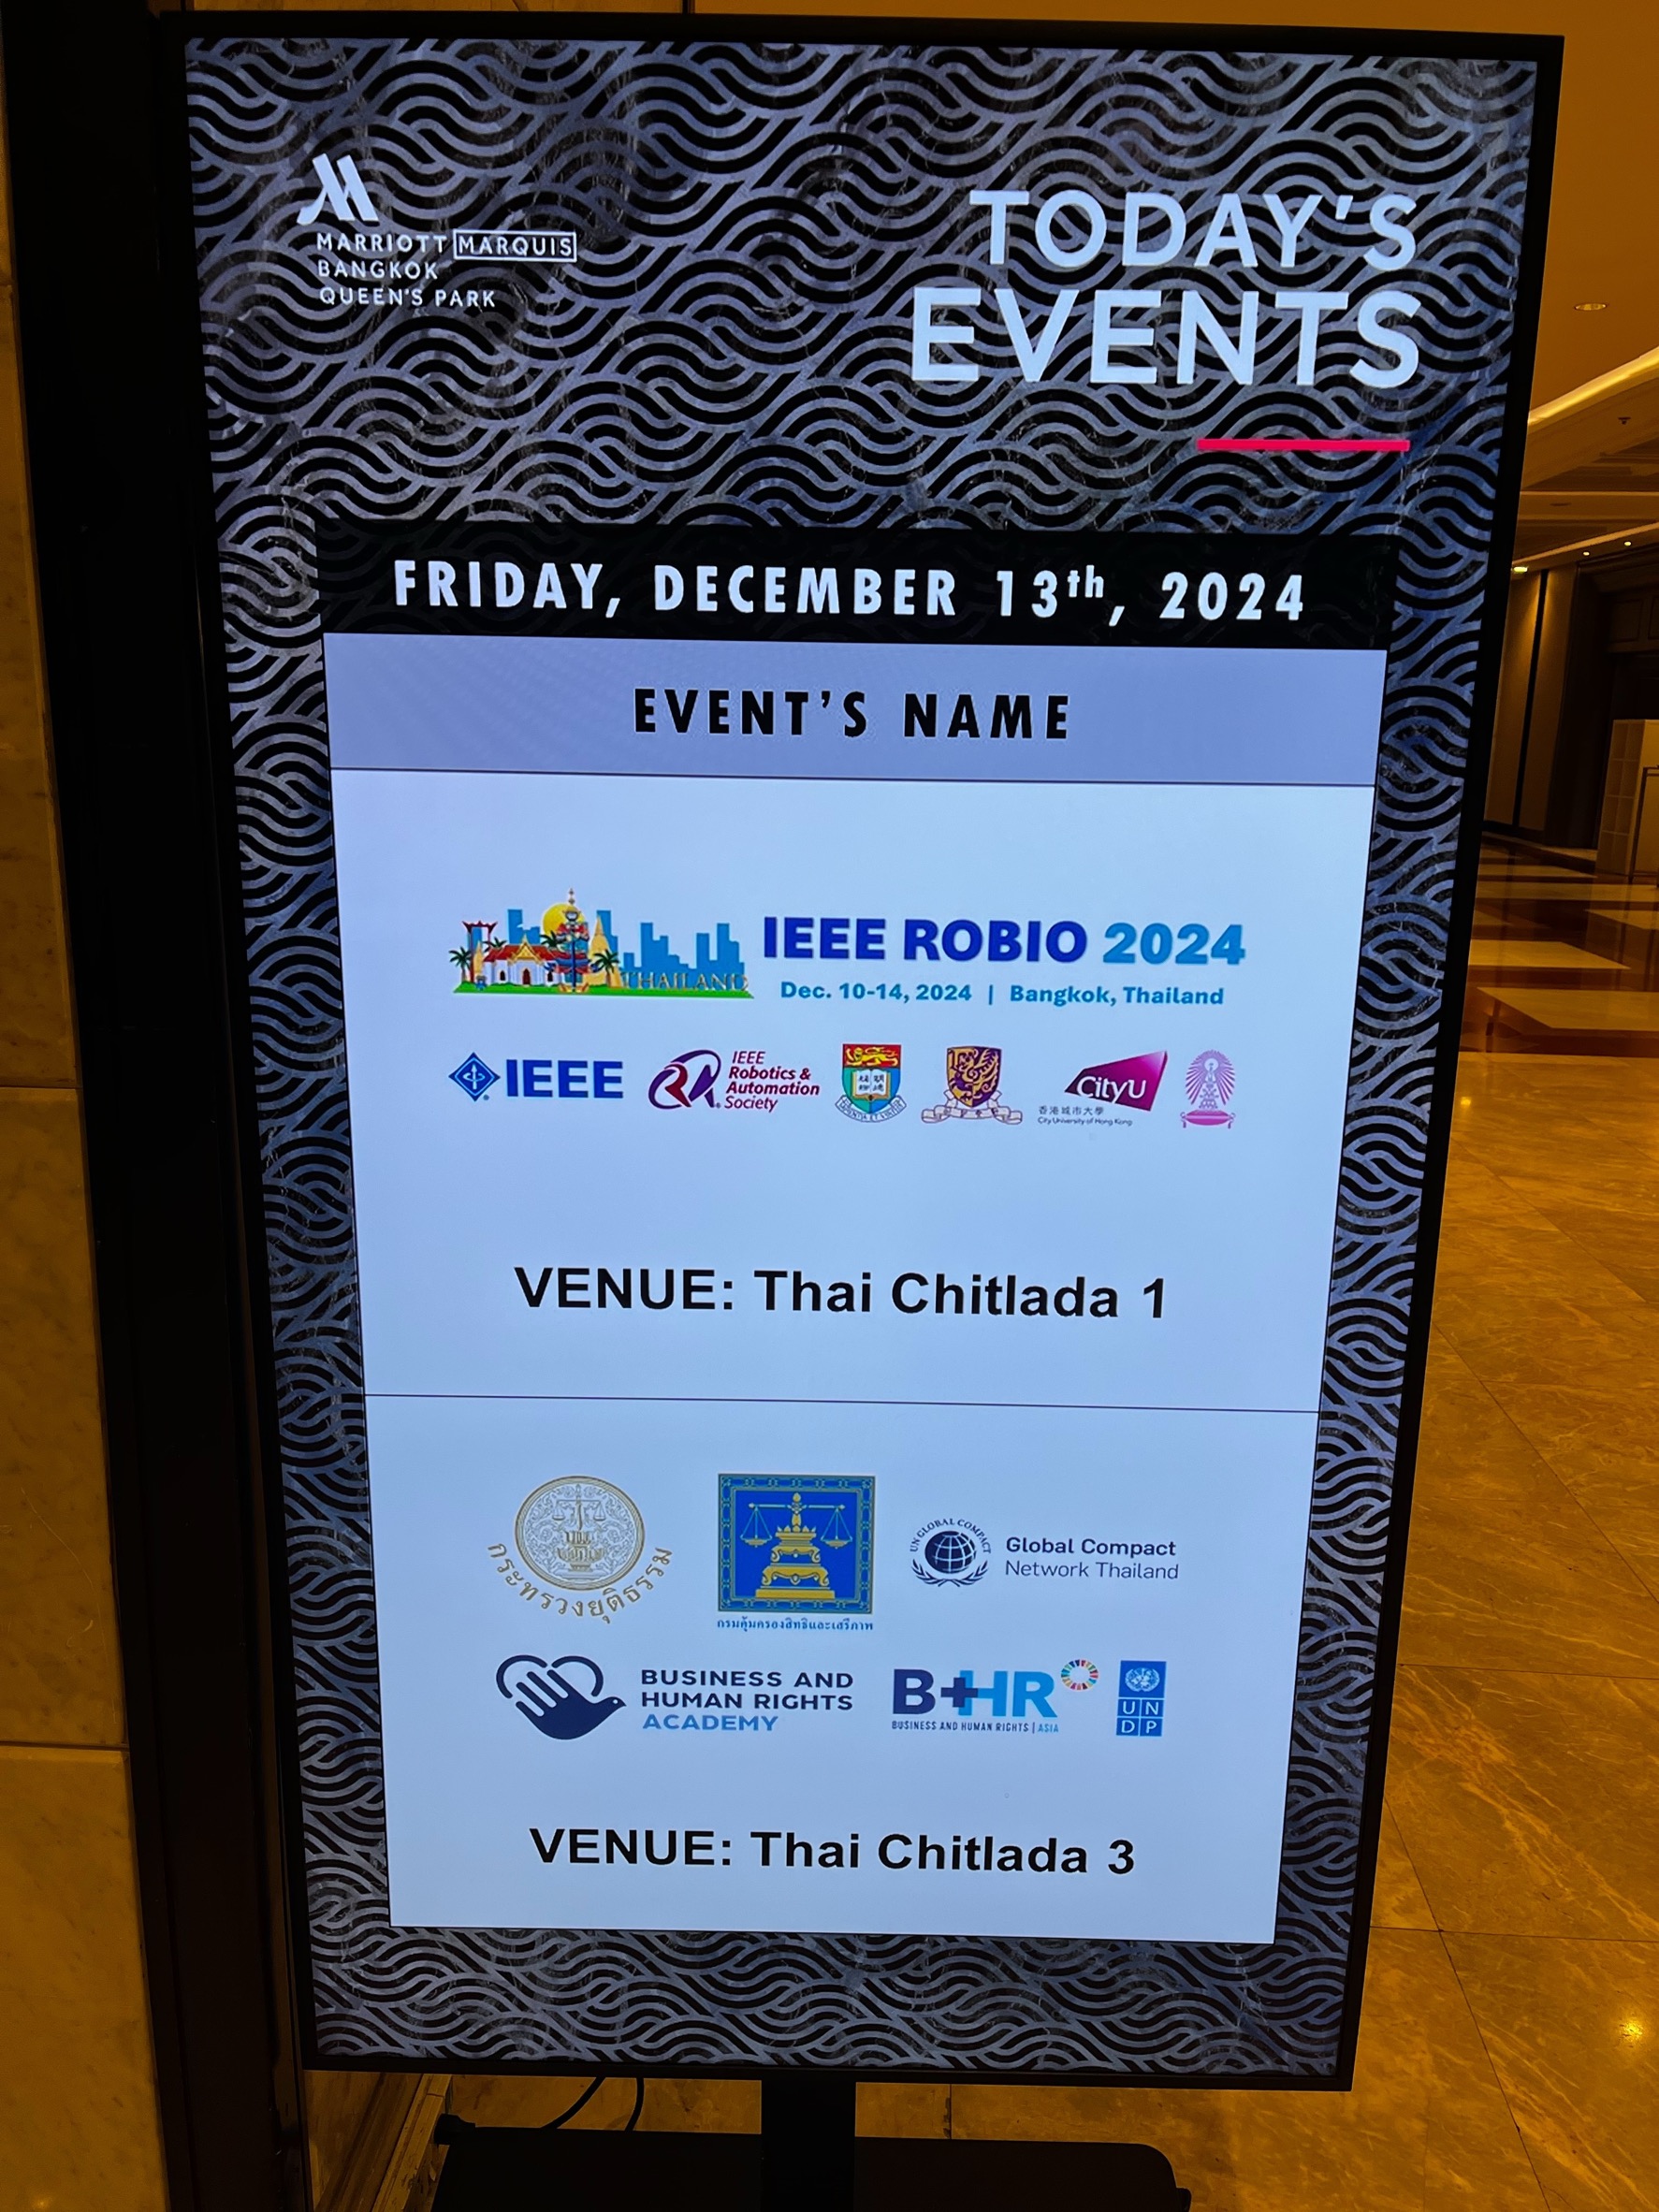 MARRIOTT MARQUIS
BANGKOK
QUEEN'S PARK
TODAY'S
EVENTS
FRIDAY, DECEMBER 13th, 2024
EVENT'S NAME
THAILAND
IEEE ROBIO 2024
Dec. 10-14, 2024 | Bangkok, Thailand
IEEE
IEEE
Robotics &
Automation
Society
CityU
香港城市大學
City University of Hong Kong
VENUE: Thai Chitlada 1
กระทรวงยุติธรรม
กรมคุ้มครองสิทธิและเสรีภาพ
UN GLOBAL COMPACT
Global Compact
Network Thailand
BUSINESS AND
HUMAN RIGHTS
ACADEMY
B+HR
BUSINESS AND HUMAN RIGHTS | ASIA
UN
DP
VENUE: Thai Chitlada 3